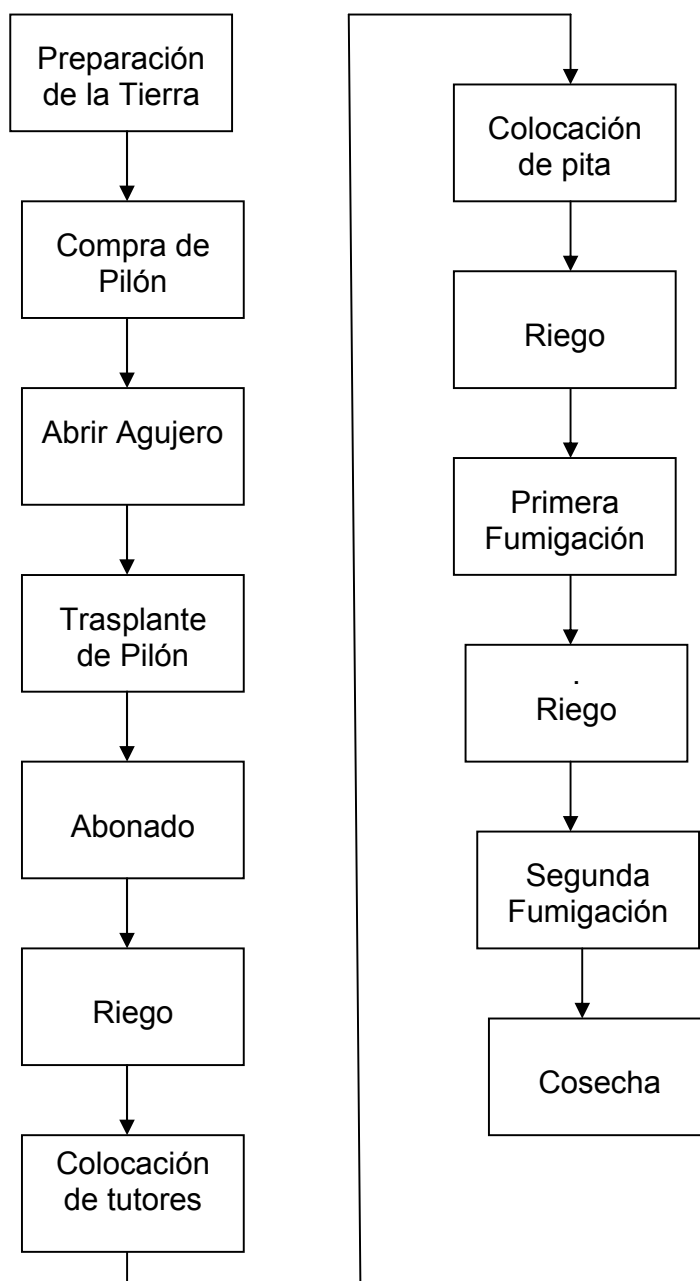 Preparación
de la Tierra
Compra de
Pilón
Abrir Agujero
Trasplante
de Pilón
Abonado
Riego
Colocación
de tutores
Colocación
de pita
Riego
Primera
Fumigación
.
Riego
Segunda
Fumigación
Cosecha